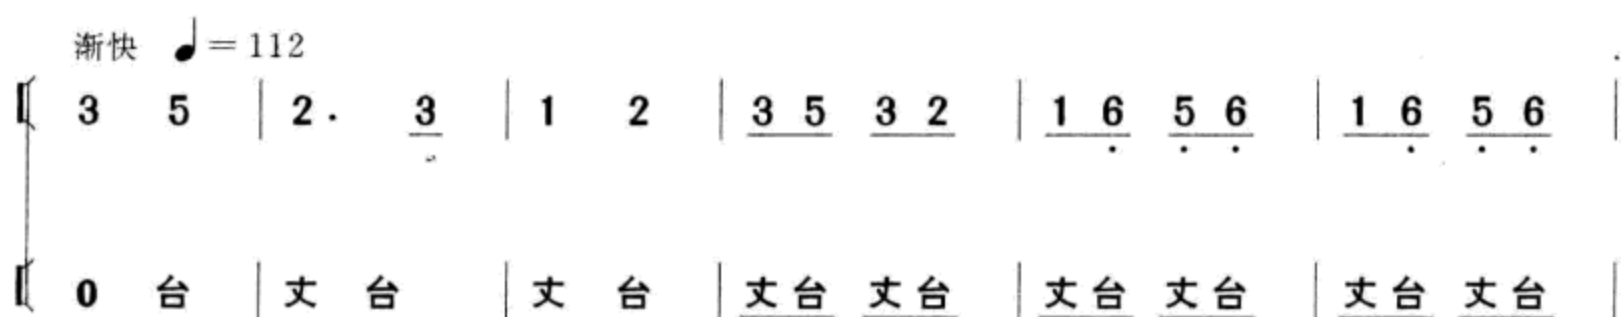 渐快 ♩=112
3 5 | 2. 3 | 1 2 | 3 5 3 2 | 1 6̣ 5̣ 6̣ | 1 6̣ 5̣ 6̣ |
0 台 | 丈 台 | 丈 台 | 丈台 丈台 | 丈台 丈台 | 丈台 丈台 |